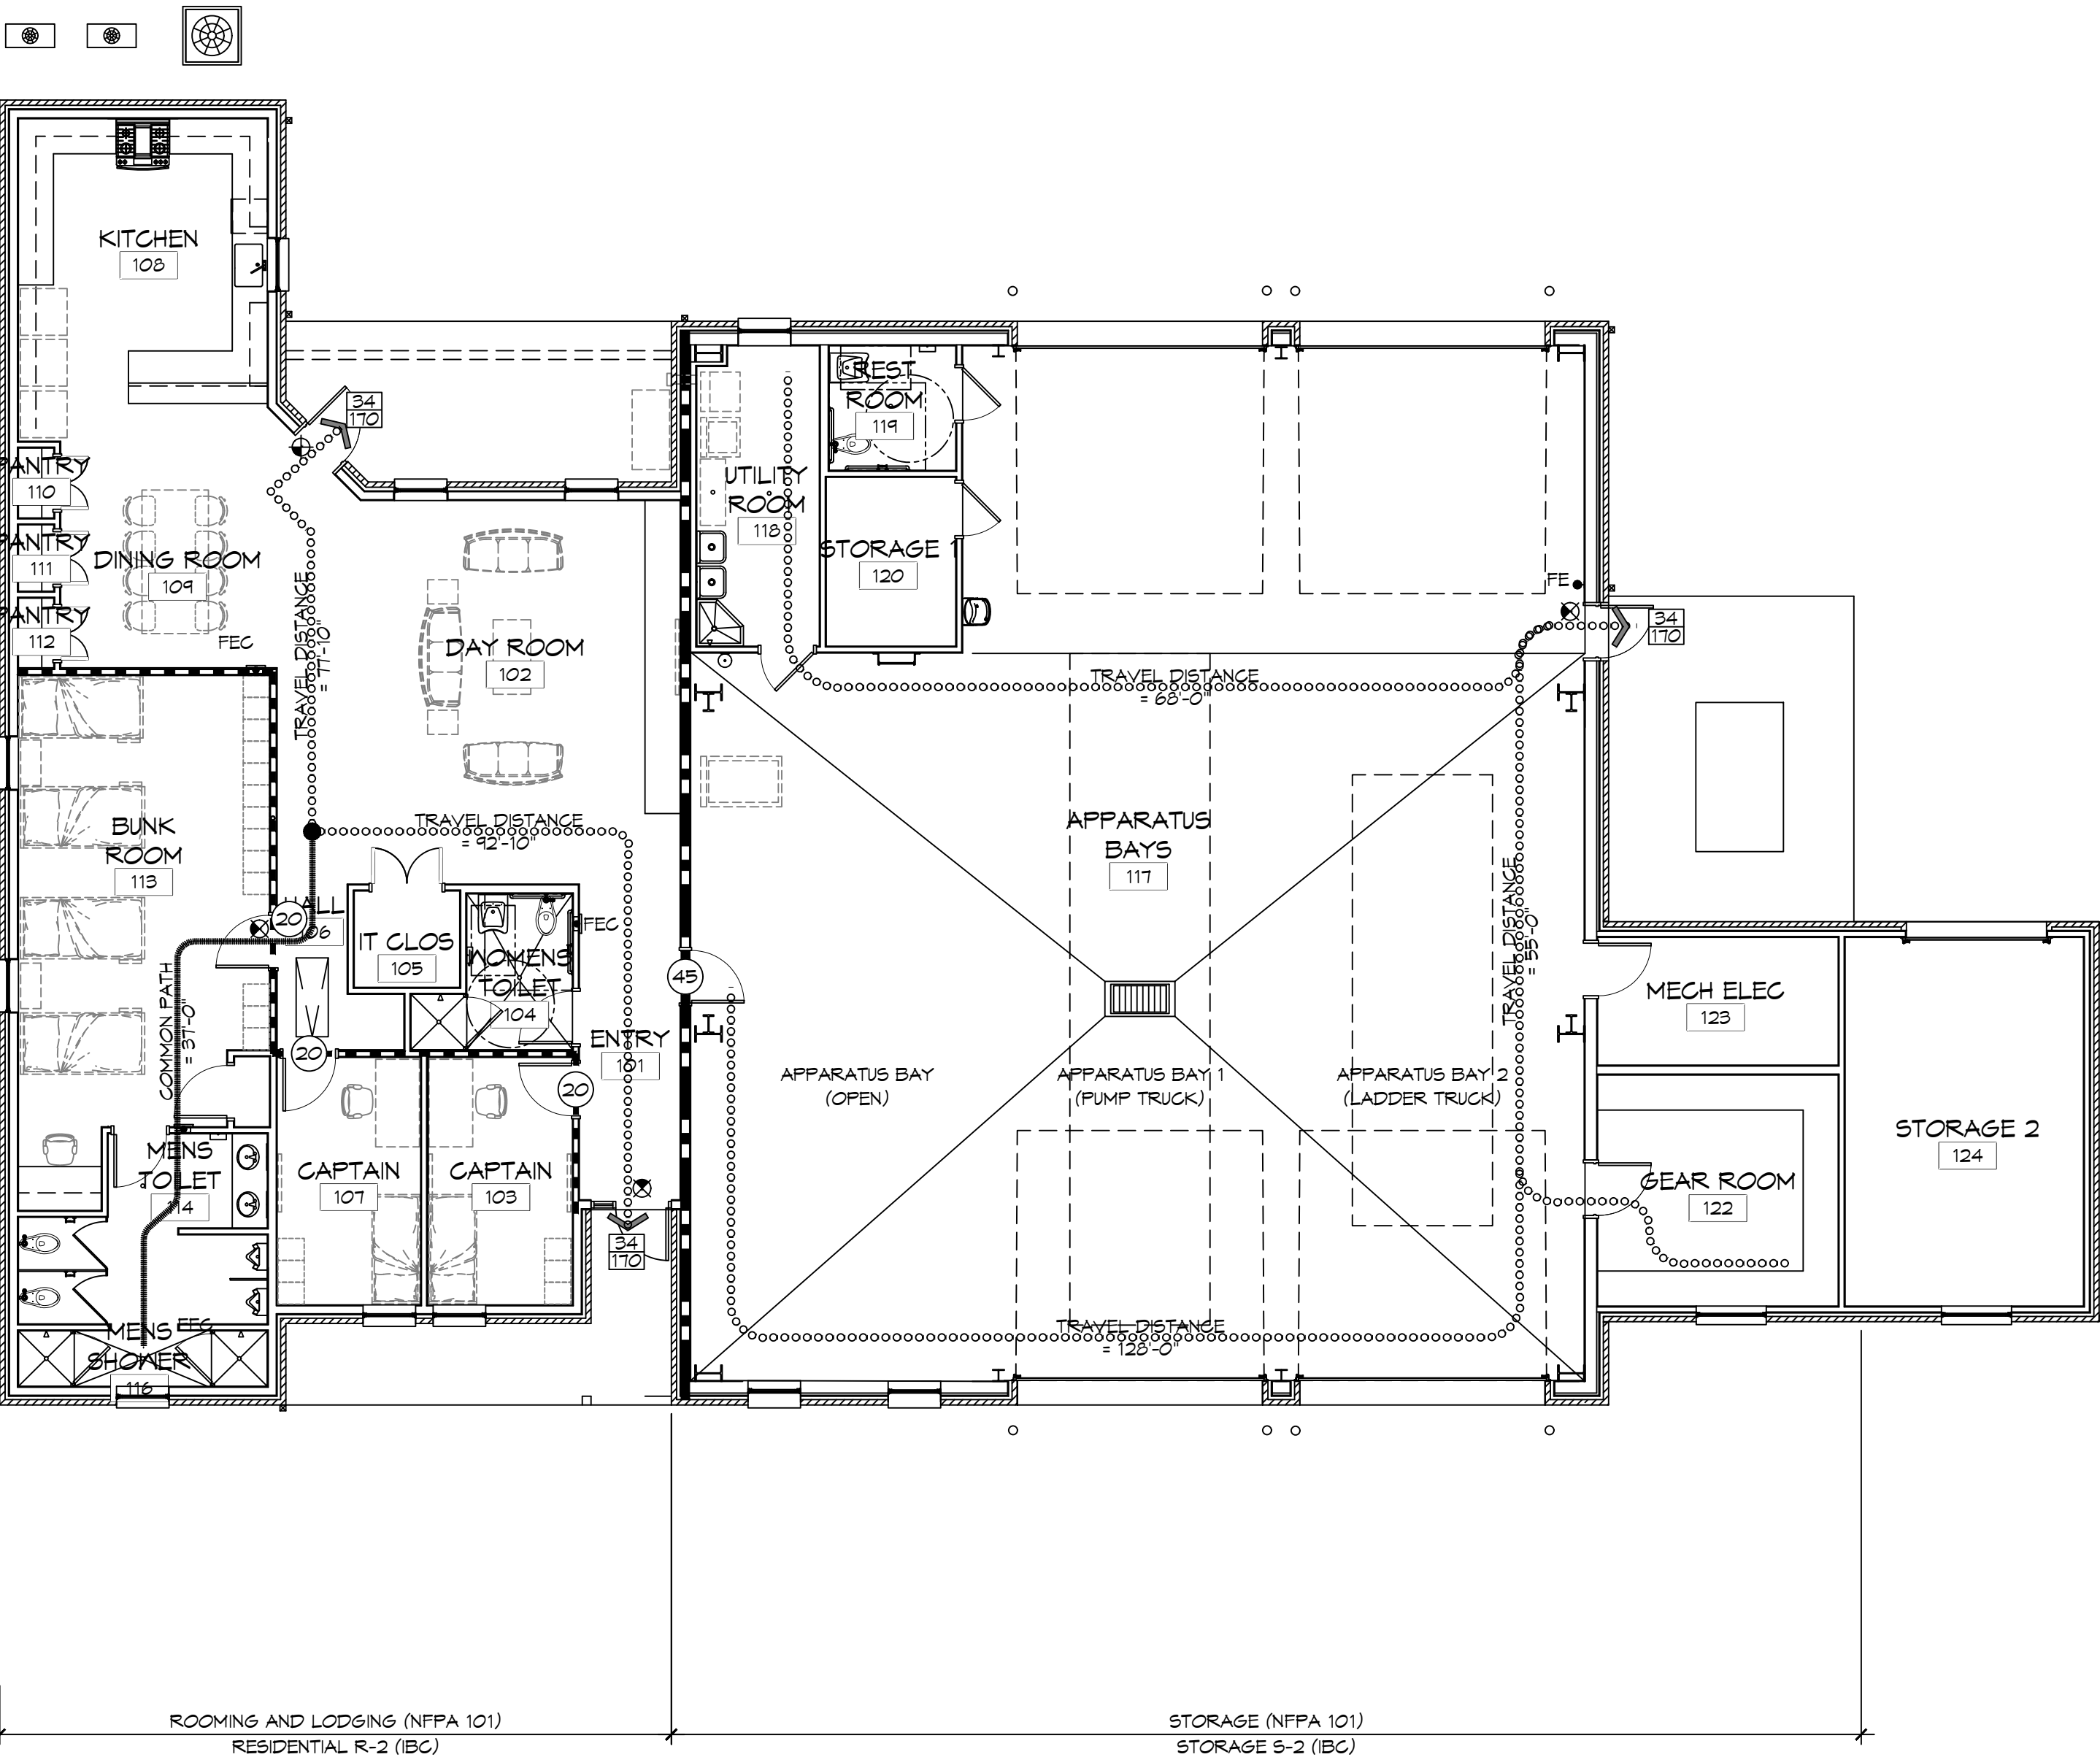 KITCHEN
108
34
170
REST
ROOM
119
PANTRY
110
UTILITY
ROOM
118
PANTRY
111
DINING ROOM
109
STORAGE 1
120
FE
PANTRY
112
FEC
TRAVEL DISTANCE
= 77'-10"
DAY ROOM
102
34
170
TRAVEL DISTANCE
= 68'-0"
BUNK
ROOM
113
TRAVEL DISTANCE
= 92'-10"
APPARATUS
BAYS
117
TRAVEL DISTANCE
= 55'-0"
20
HALL
IT CLOS
105
FEC
WOMENS
TOILET
104
45
COMMON PATH
= 37'-0"
MECH ELEC
123
20
ENTRY
101
20
APPARATUS BAY
(OPEN)
APPARATUS BAY 1
(PUMP TRUCK)
APPARATUS BAY 2
(LADDER TRUCK)
STORAGE 2
124
MENS
TOILET
114
CAPTAIN
107
CAPTAIN
103
GEAR ROOM
122
34
170
MENS
SHOWER
116
FEC
TRAVEL DISTANCE
= 128'-0"
ROOMING AND LODGING (NFPA 101)
RESIDENTIAL R-2 (IBC)
STORAGE (NFPA 101)
STORAGE S-2 (IBC)